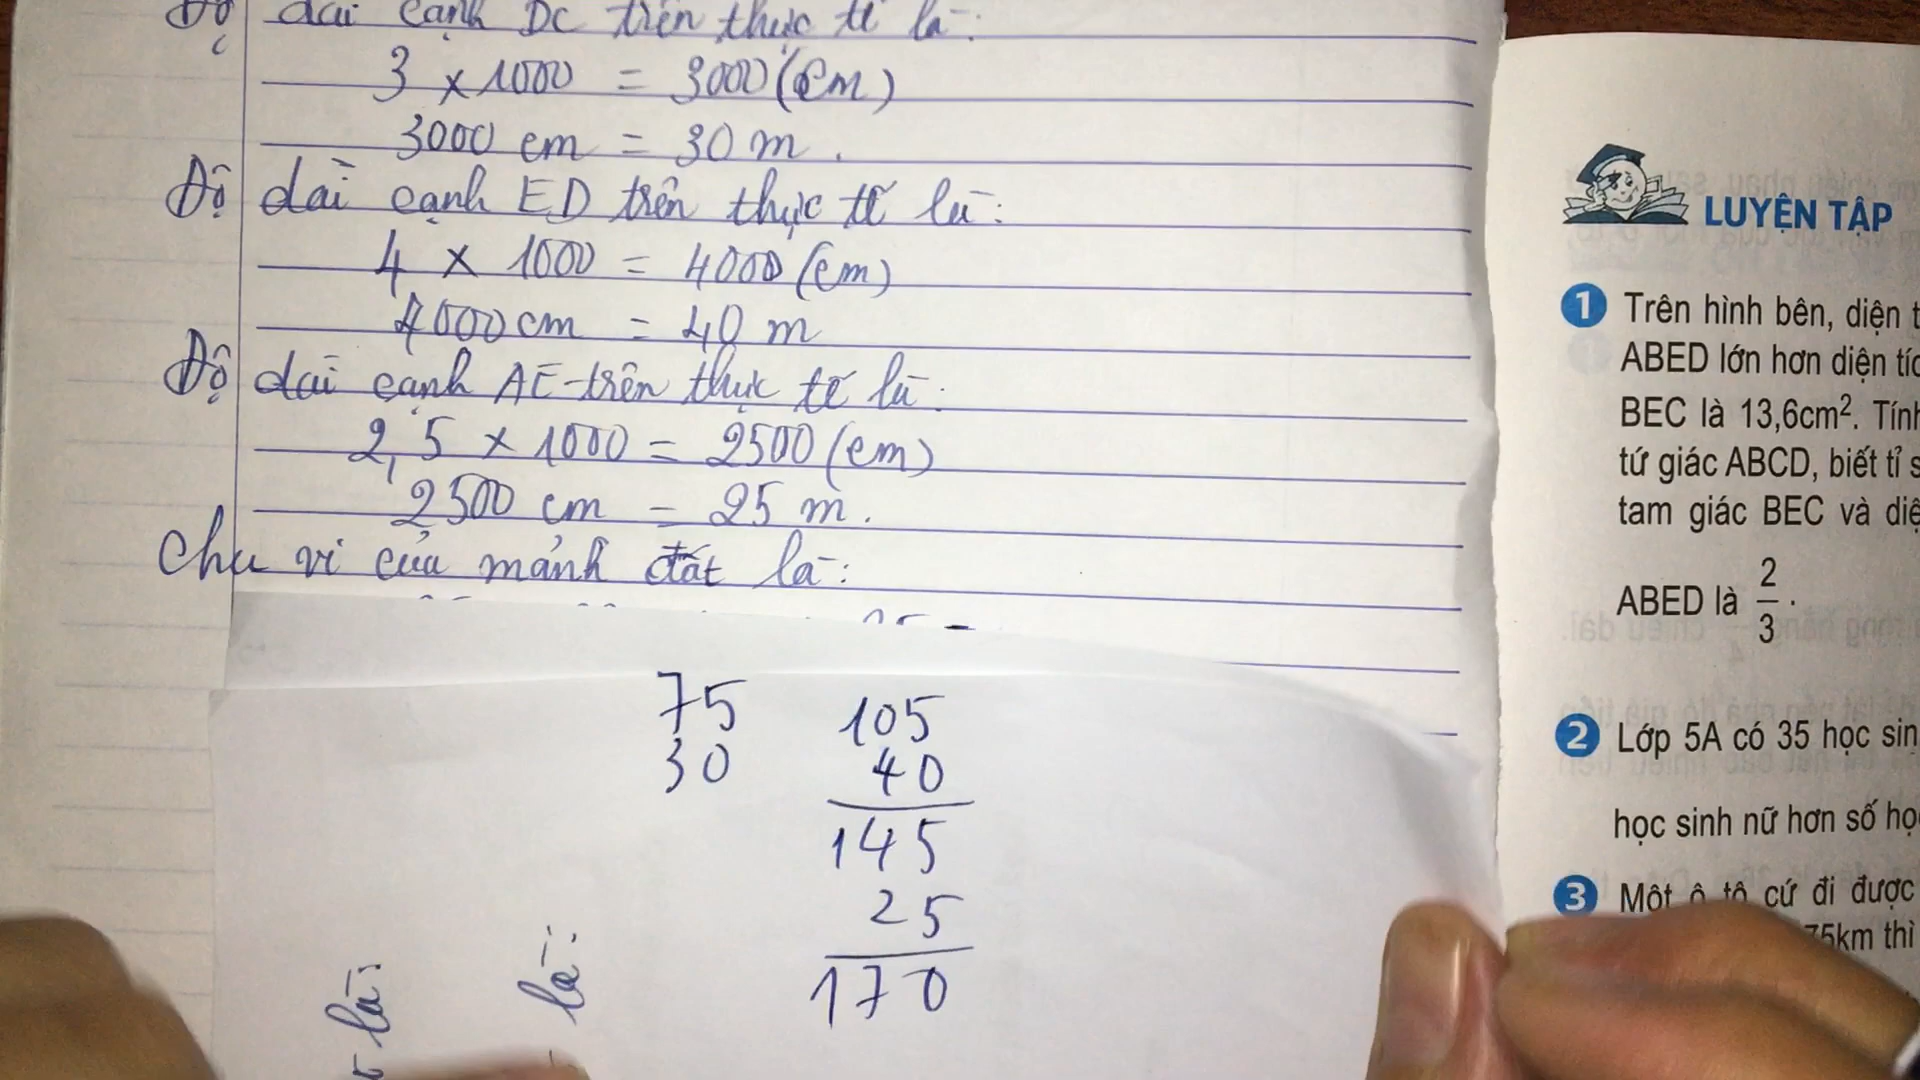 Độ dài cạnh DC trên thực tế là:
3 x 1000 = 3000 (cm)
3000 cm = 30 m.
Độ dài cạnh ED trên thực tế là:
4 x 1000 = 4000 (cm)
4000 cm = 40 m
Độ dài cạnh AE trên thực tế là:
2,5 x 1000 = 2500 (cm)
2500 cm = 25 m.
Chu vi của mảnh đất là:
75
30
105
40
145
25
170
là:
là:
LUYỆN TẬP
1 Trên hình bên, diện
ABED lớn hơn diện
BEC là 13,6cm². Tính
tứ giác ABCD, biết tỉ
tam giác BEC và
ABED là 2/3.
2 Lớp 5A có 35 học
học sinh nữ hơn số
3 Một ô tô cứ đi được
75km thì